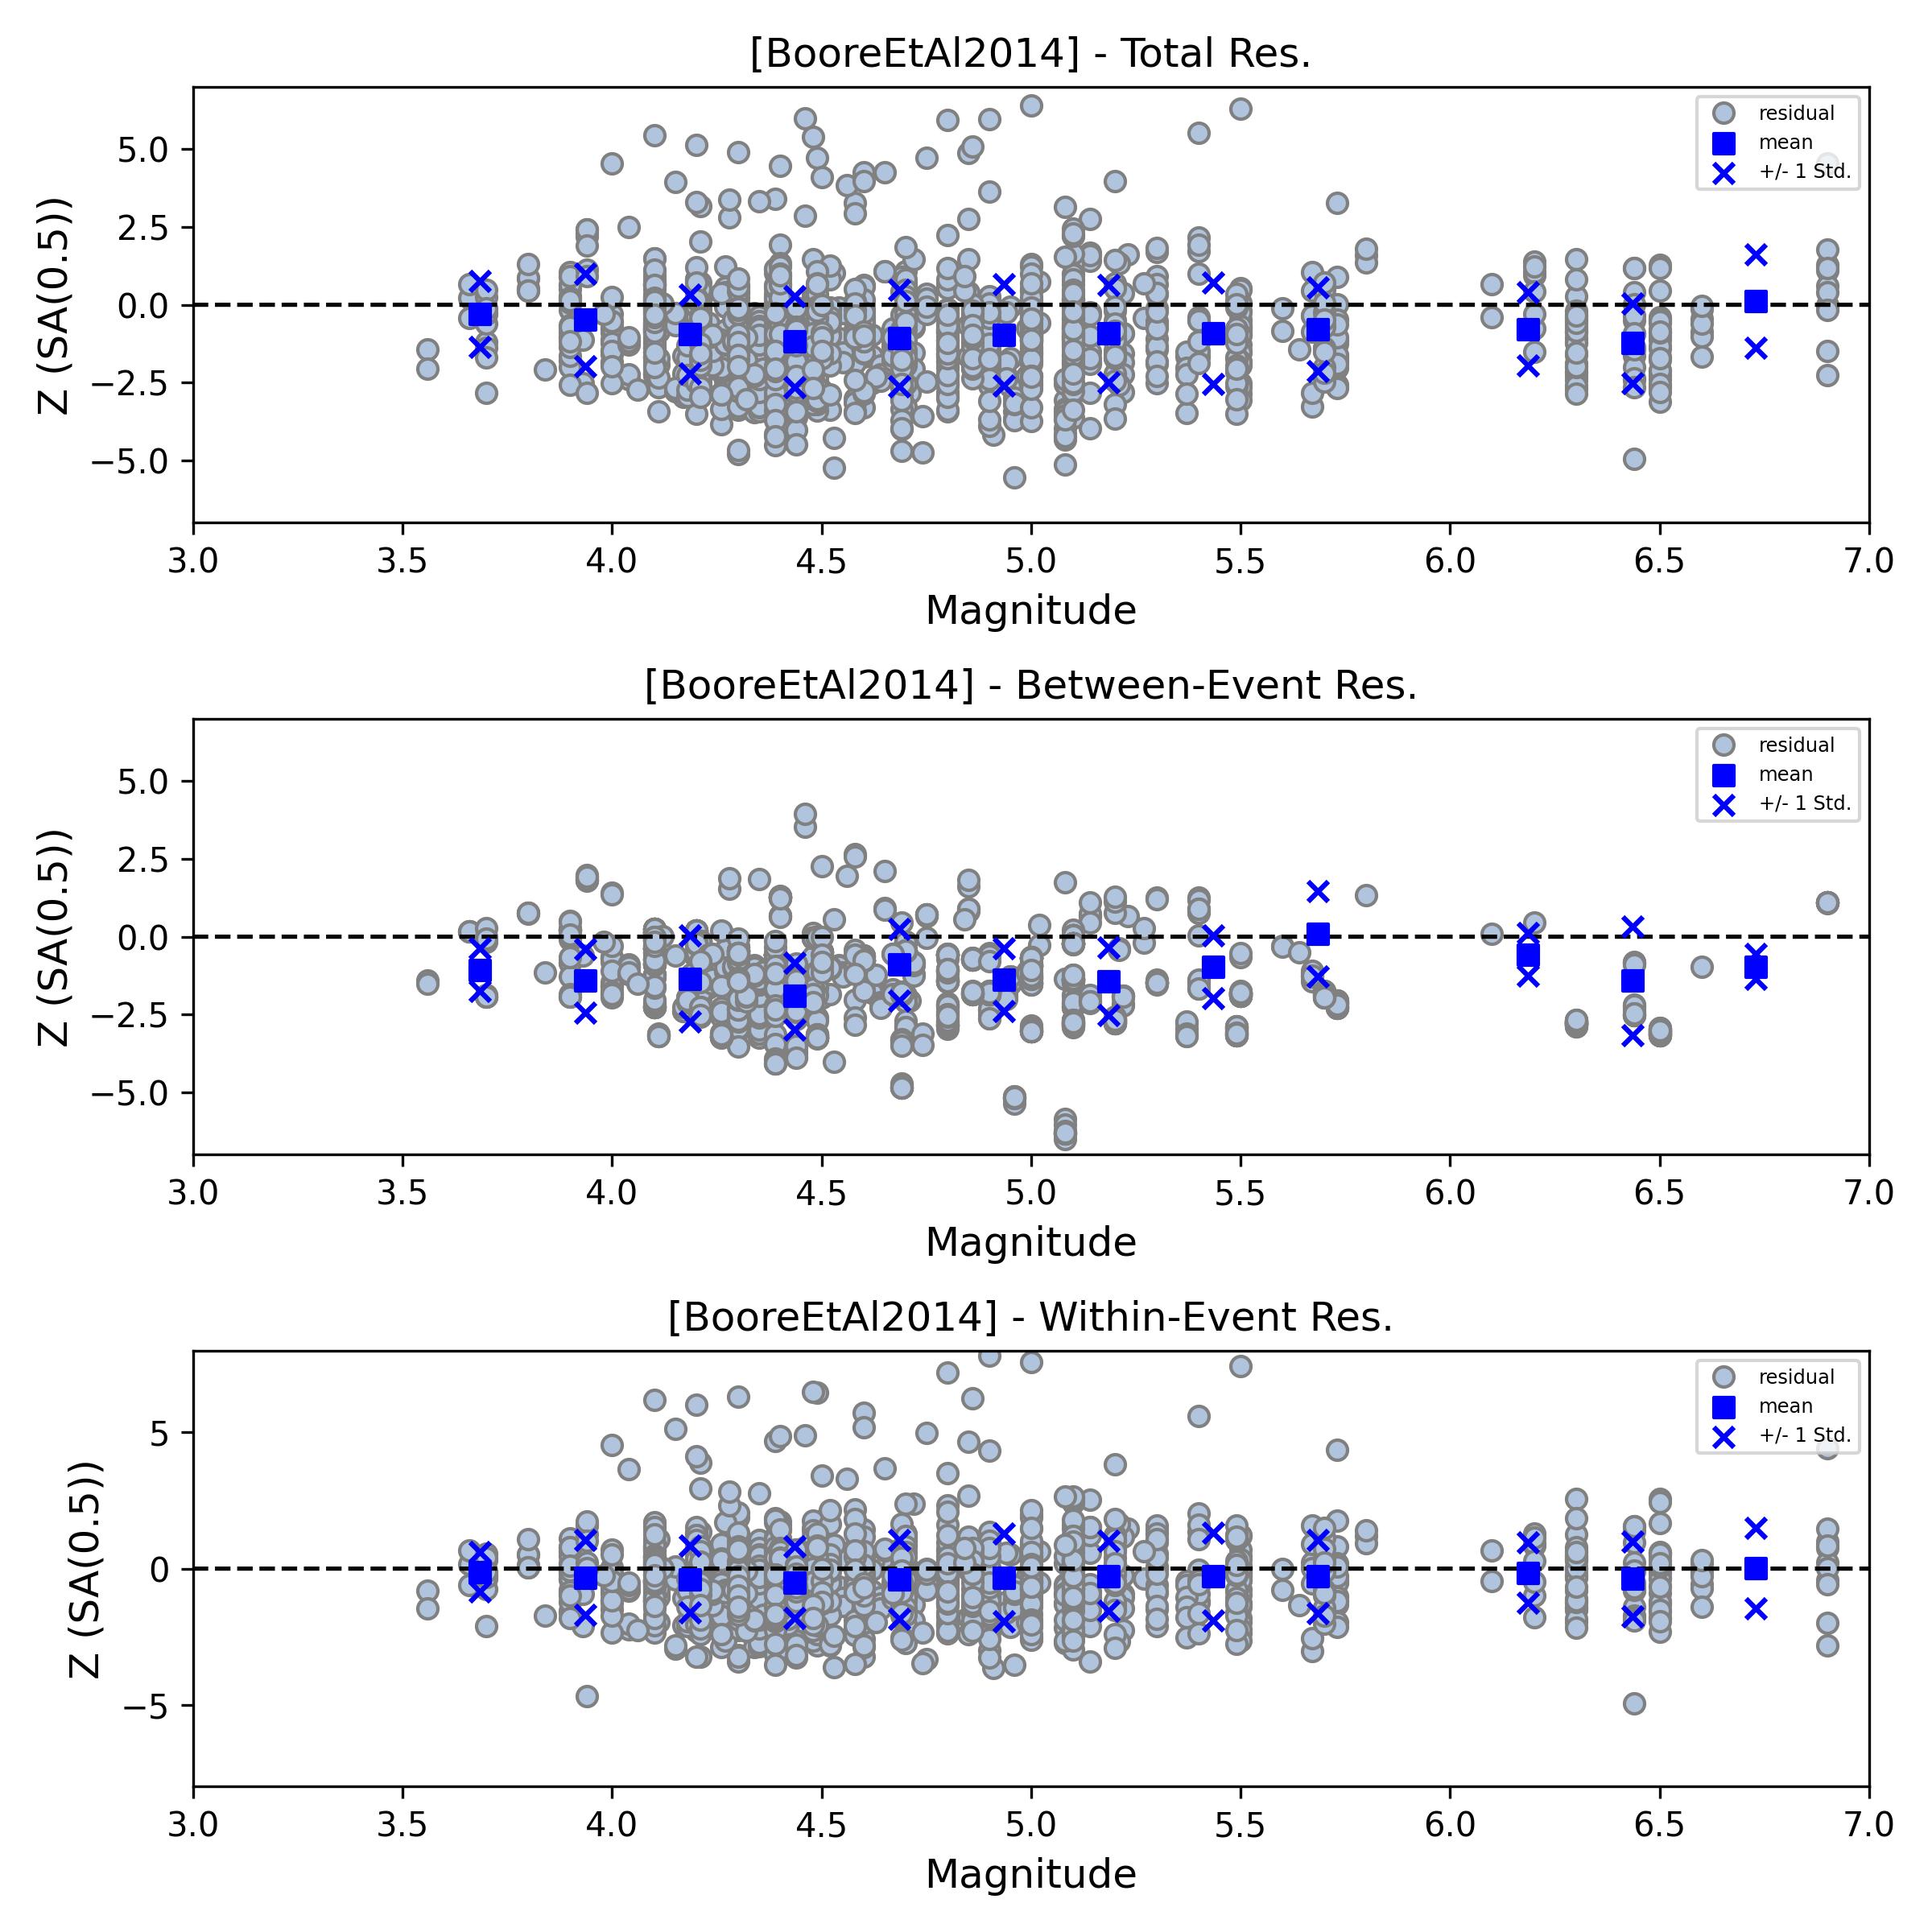 [BooreEtAl2014] - Total Res.
residual
mean
+/- 1 Std.
Z (SA(0.5))
5.0
2.5
0.0
−2.5
−5.0
3.0 3.5 4.0 4.5 5.0 5.5 6.0 6.5 7.0
Magnitude
[BooreEtAl2014] - Between-Event Res.
residual
mean
+/- 1 Std.
Z (SA(0.5))
5.0
2.5
0.0
−2.5
−5.0
3.0 3.5 4.0 4.5 5.0 5.5 6.0 6.5 7.0
Magnitude
[BooreEtAl2014] - Within-Event Res.
residual
mean
+/- 1 Std.
Z (SA(0.5))
5
0
−5
3.0 3.5 4.0 4.5 5.0 5.5 6.0 6.5 7.0
Magnitude